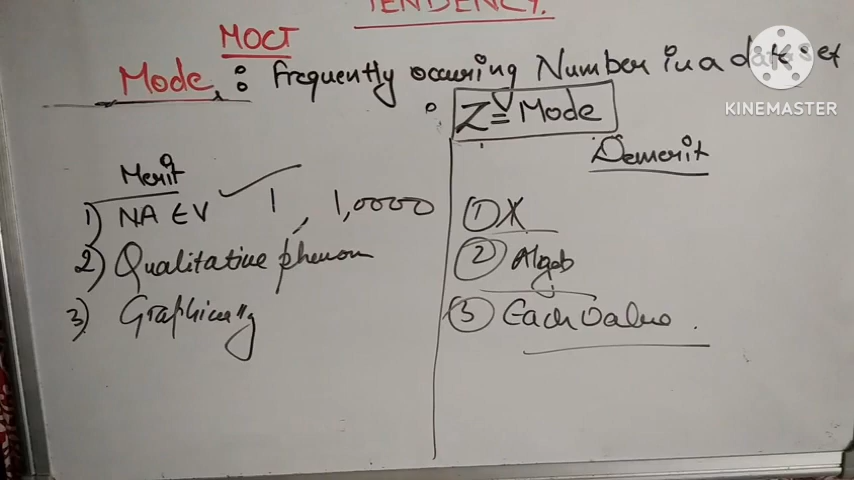 TENDENCY.
MOCT
Mode : Frequently occuring Number in a data set
Z = Mode
Merit
1) NA EV 1, 1,0000
2) Qualitative phenom
3) Graphically
Demerit
① X
② Algeb
③ Each Value.
KINEMASTER